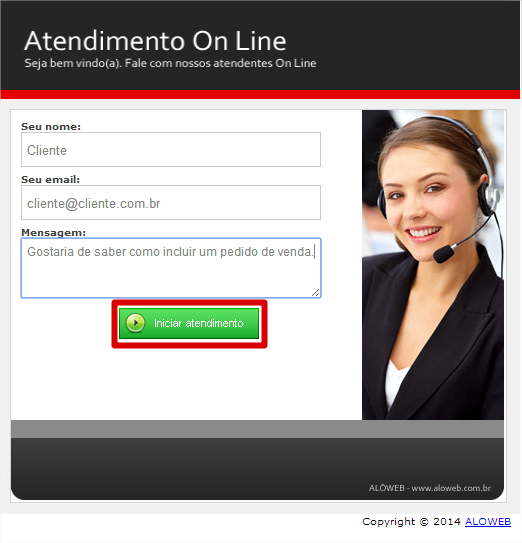 Atendimento On Line
Seja bem vindo(a). Fale com nossos atendentes On Line
Seu nome:
Cliente
Seu email:
cliente@cliente.com.br
Mensagem:
Gostaria de saber como incluir um pedido de venda.
Iniciar atendimento
ALÔWEB - www.aloweb.com.br
Copyright © 2014 ALOWEB